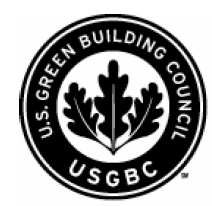 U.S. GREEN BUILDING COUNCIL
USGBC
™